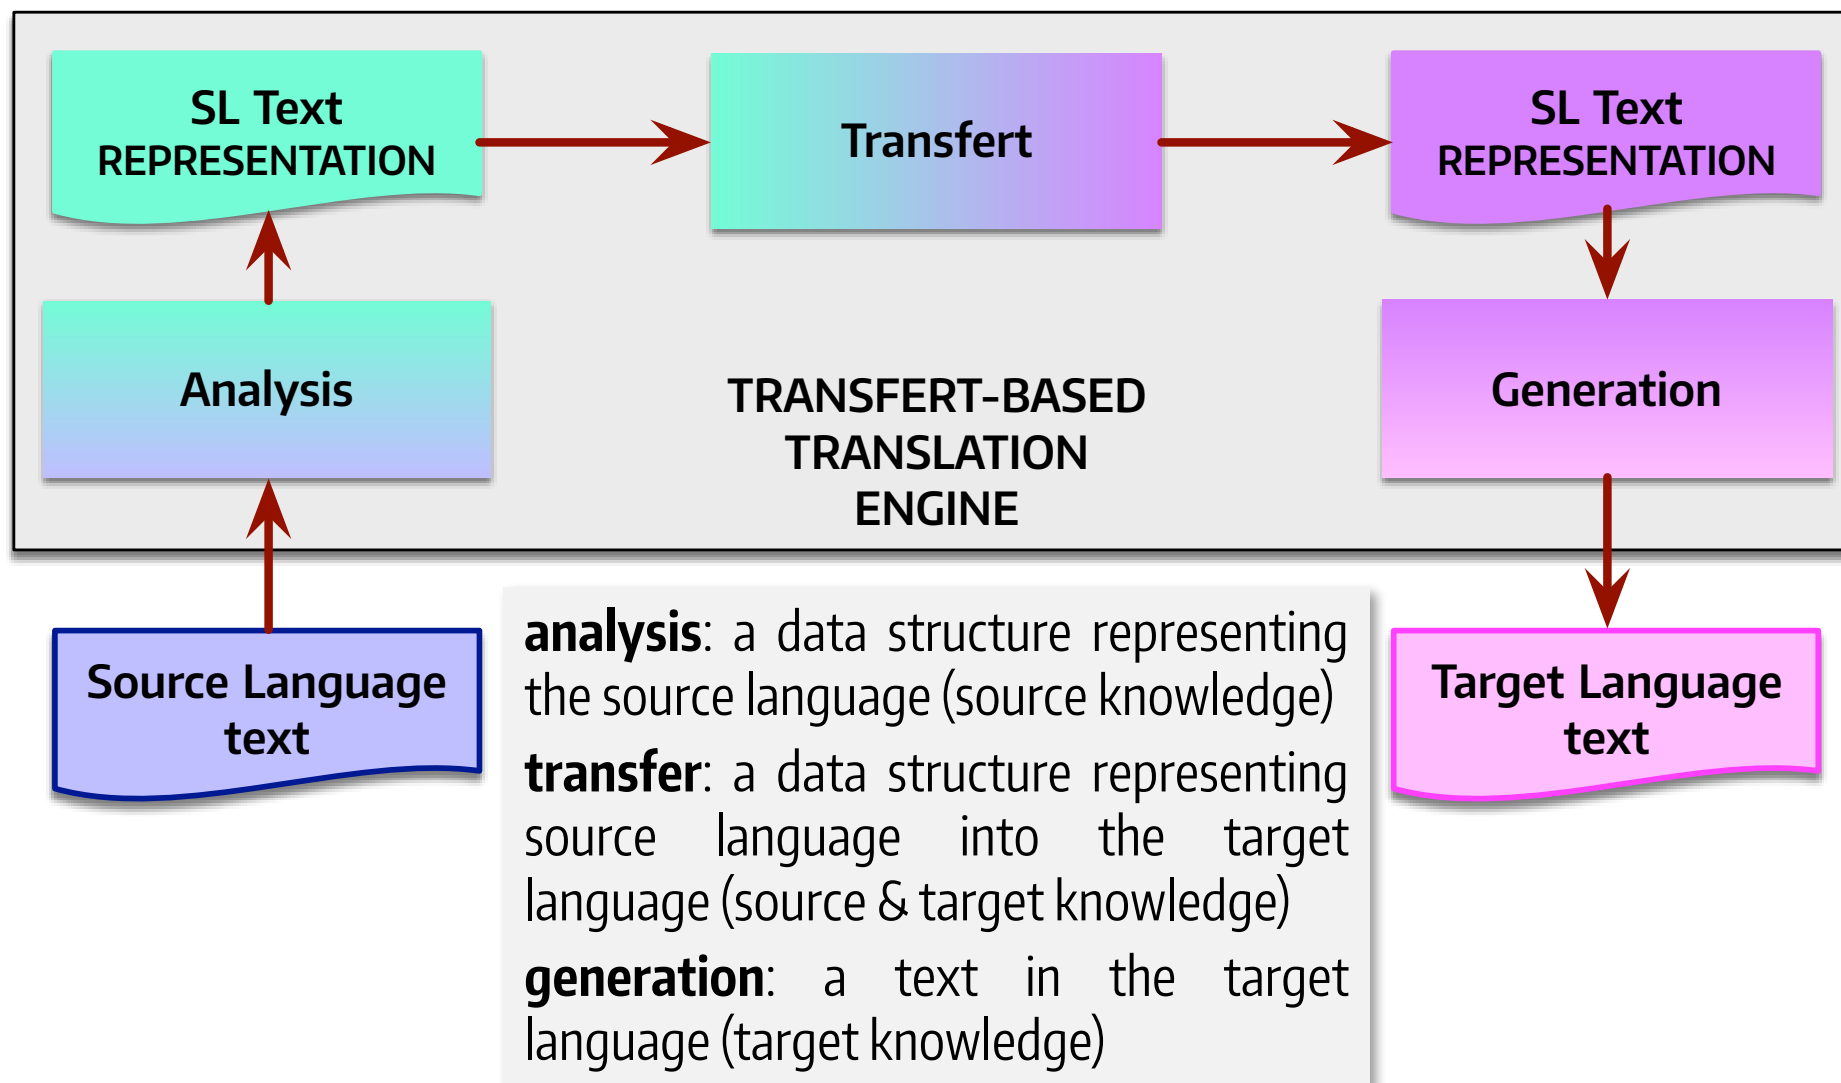 SL Text
REPRESENTATION
Transfert
SL Text
REPRESENTATION
Analysis
TRANSFERT-BASED
TRANSLATION
ENGINE
Generation
Source Language
text
analysis: a data structure representing
the source language (source knowledge)
transfer: a data structure representing
source language into the target
language (source & target knowledge)
generation: a text in the target
language (target knowledge)
Target Language
text